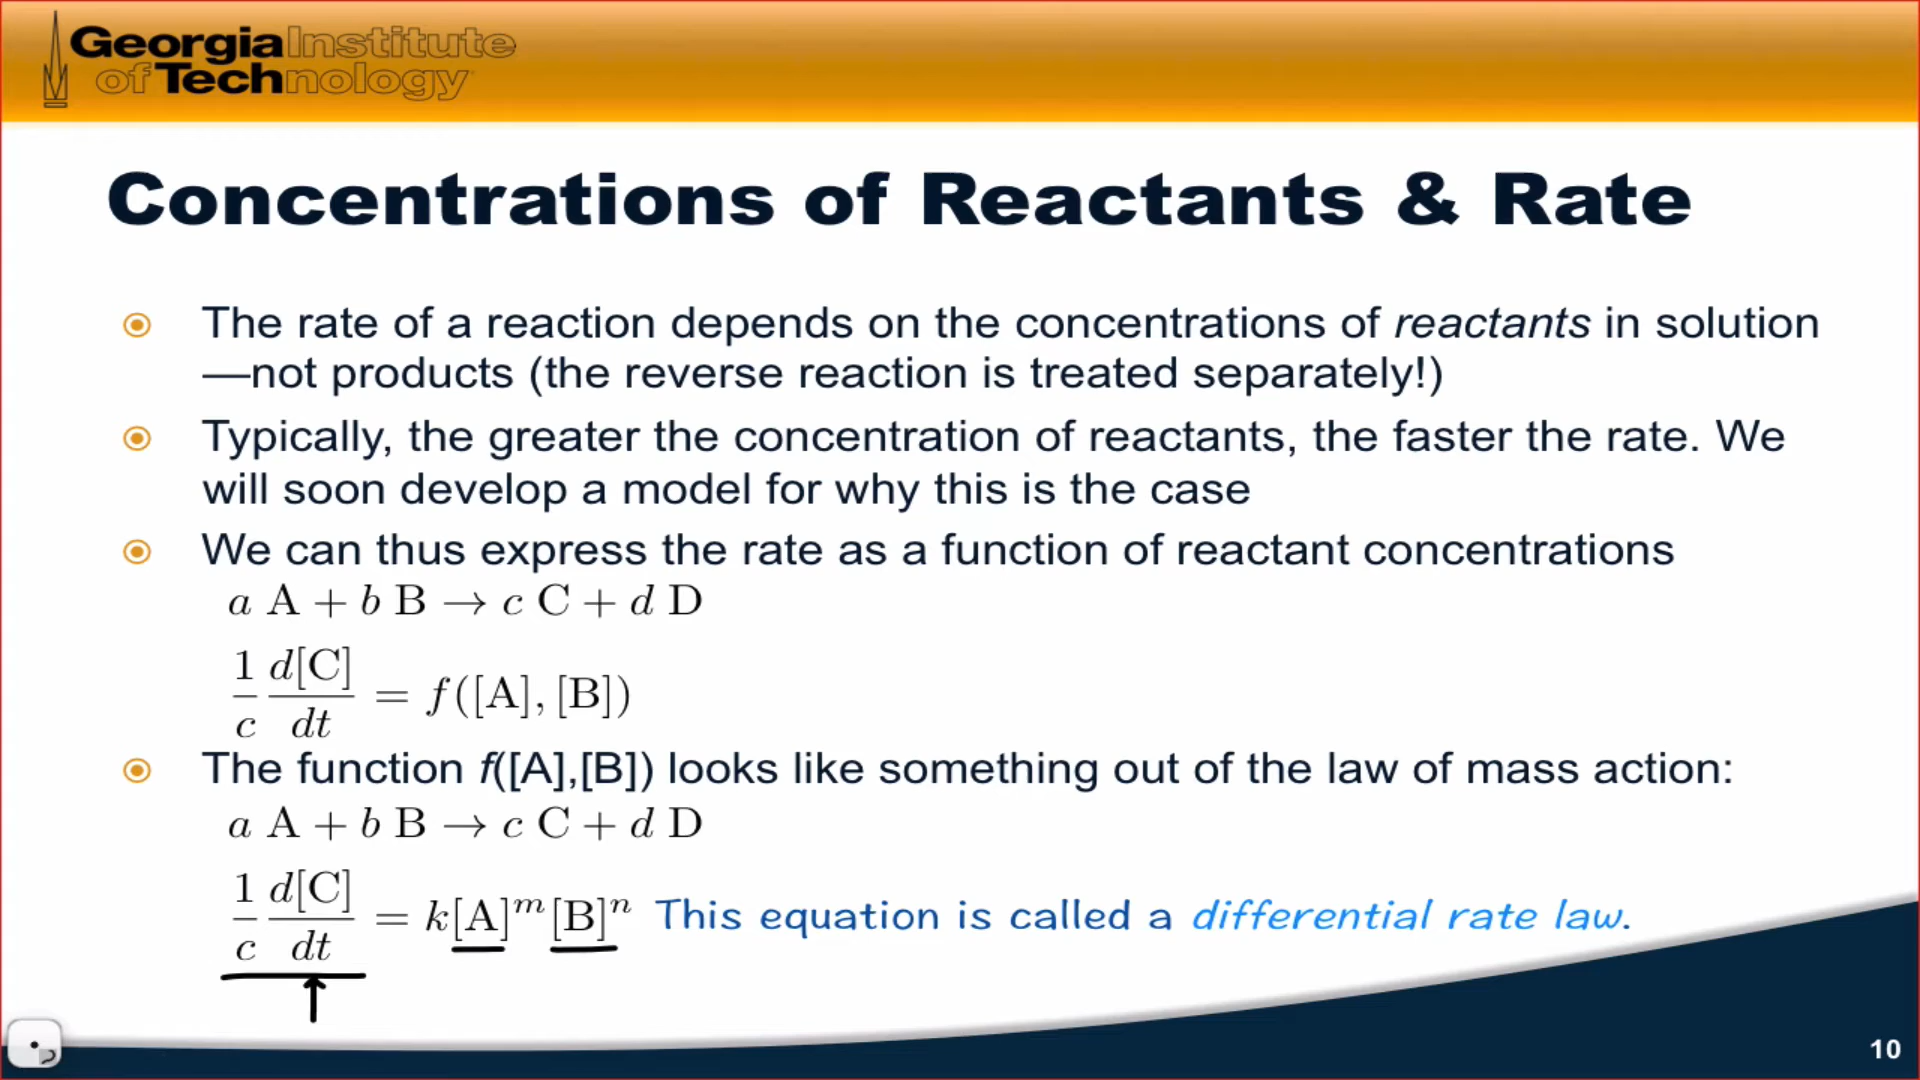 Georgia Institute
of Technology
Concentrations of Reactants & Rate
The rate of a reaction depends on the concentrations of reactants in solution
—not products (the reverse reaction is treated separately!)
Typically, the greater the concentration of reactants, the faster the rate. We
will soon develop a model for why this is the case
We can thus express the rate as a function of reactant concentrations
a A + b B → c C + d D
1/c d[C]/dt = f([A], [B])
The function f([A],[B]) looks like something out of the law of mass action:
a A + b B → c C + d D
1/c d[C]/dt = k[A]^m[B]^n This equation is called a differential rate law.
10